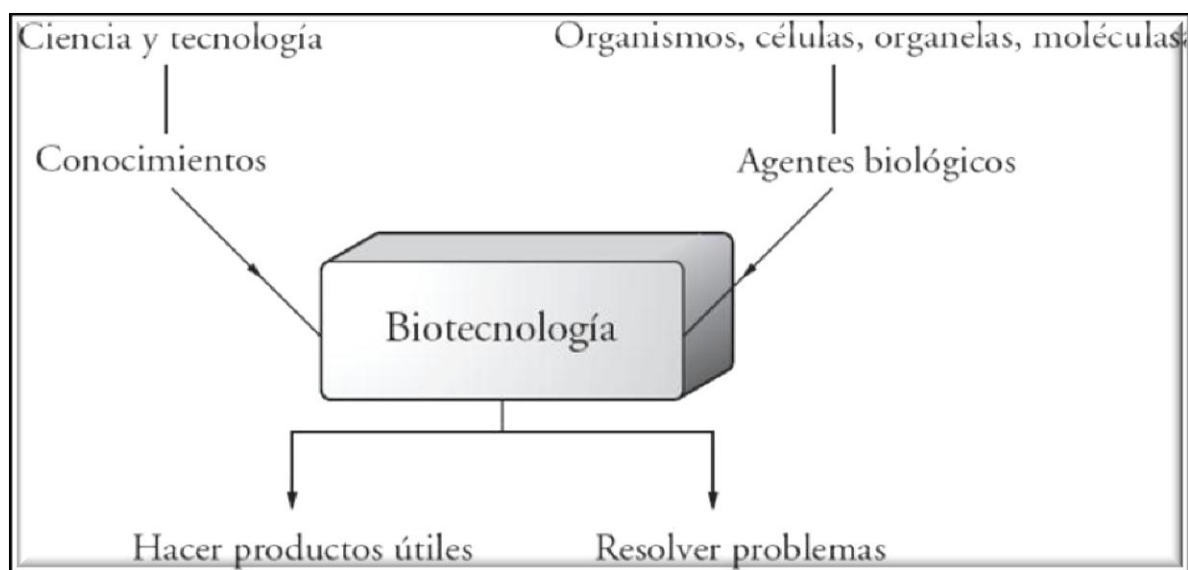 Ciencia y tecnología
Organismos, células, organelas, moléculas
Conocimientos
Agentes biológicos
Biotecnología
Hacer productos útiles
Resolver problemas